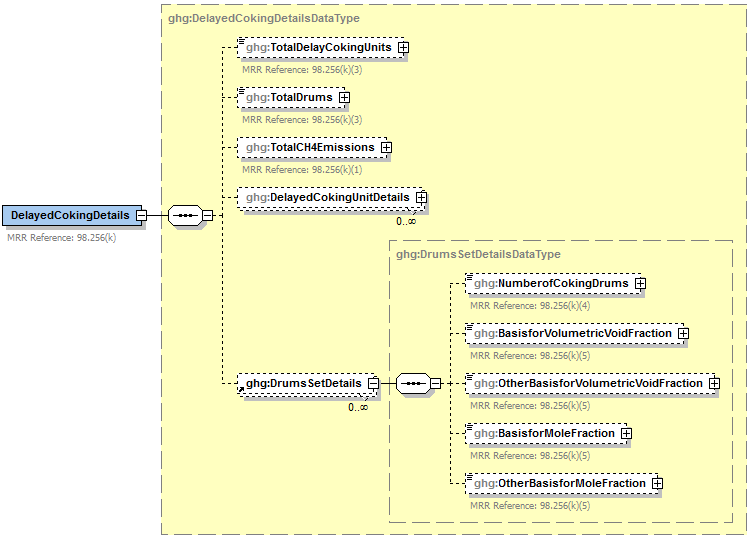 ghg:DelayedCokingDetailsDataType
ghg:TotalDelayCokingUnits
MRR Reference: 98.256(k)(3)
ghg:TotalDrums
MRR Reference: 98.256(k)(3)
ghg:TotalCH4Emissions
MRR Reference: 98.256(k)(1)
ghg:DelayedCokingUnitDetails
0..∞
DelayedCokingDetails
MRR Reference: 98.256(k)
ghg:DrumsSetDetails
0..∞
ghg:DrumsSetDetailsDataType
ghg:NumberofCokingDrums
MRR Reference: 98.256(k)(4)
ghg:BasisforVolumetricVoidFraction
MRR Reference: 98.256(k)(5)
ghg:OtherBasisforVolumetricVoidFraction
MRR Reference: 98.256(k)(5)
ghg:BasisforMoleFraction
MRR Reference: 98.256(k)(5)
ghg:OtherBasisforMoleFraction
MRR Reference: 98.256(k)(5)